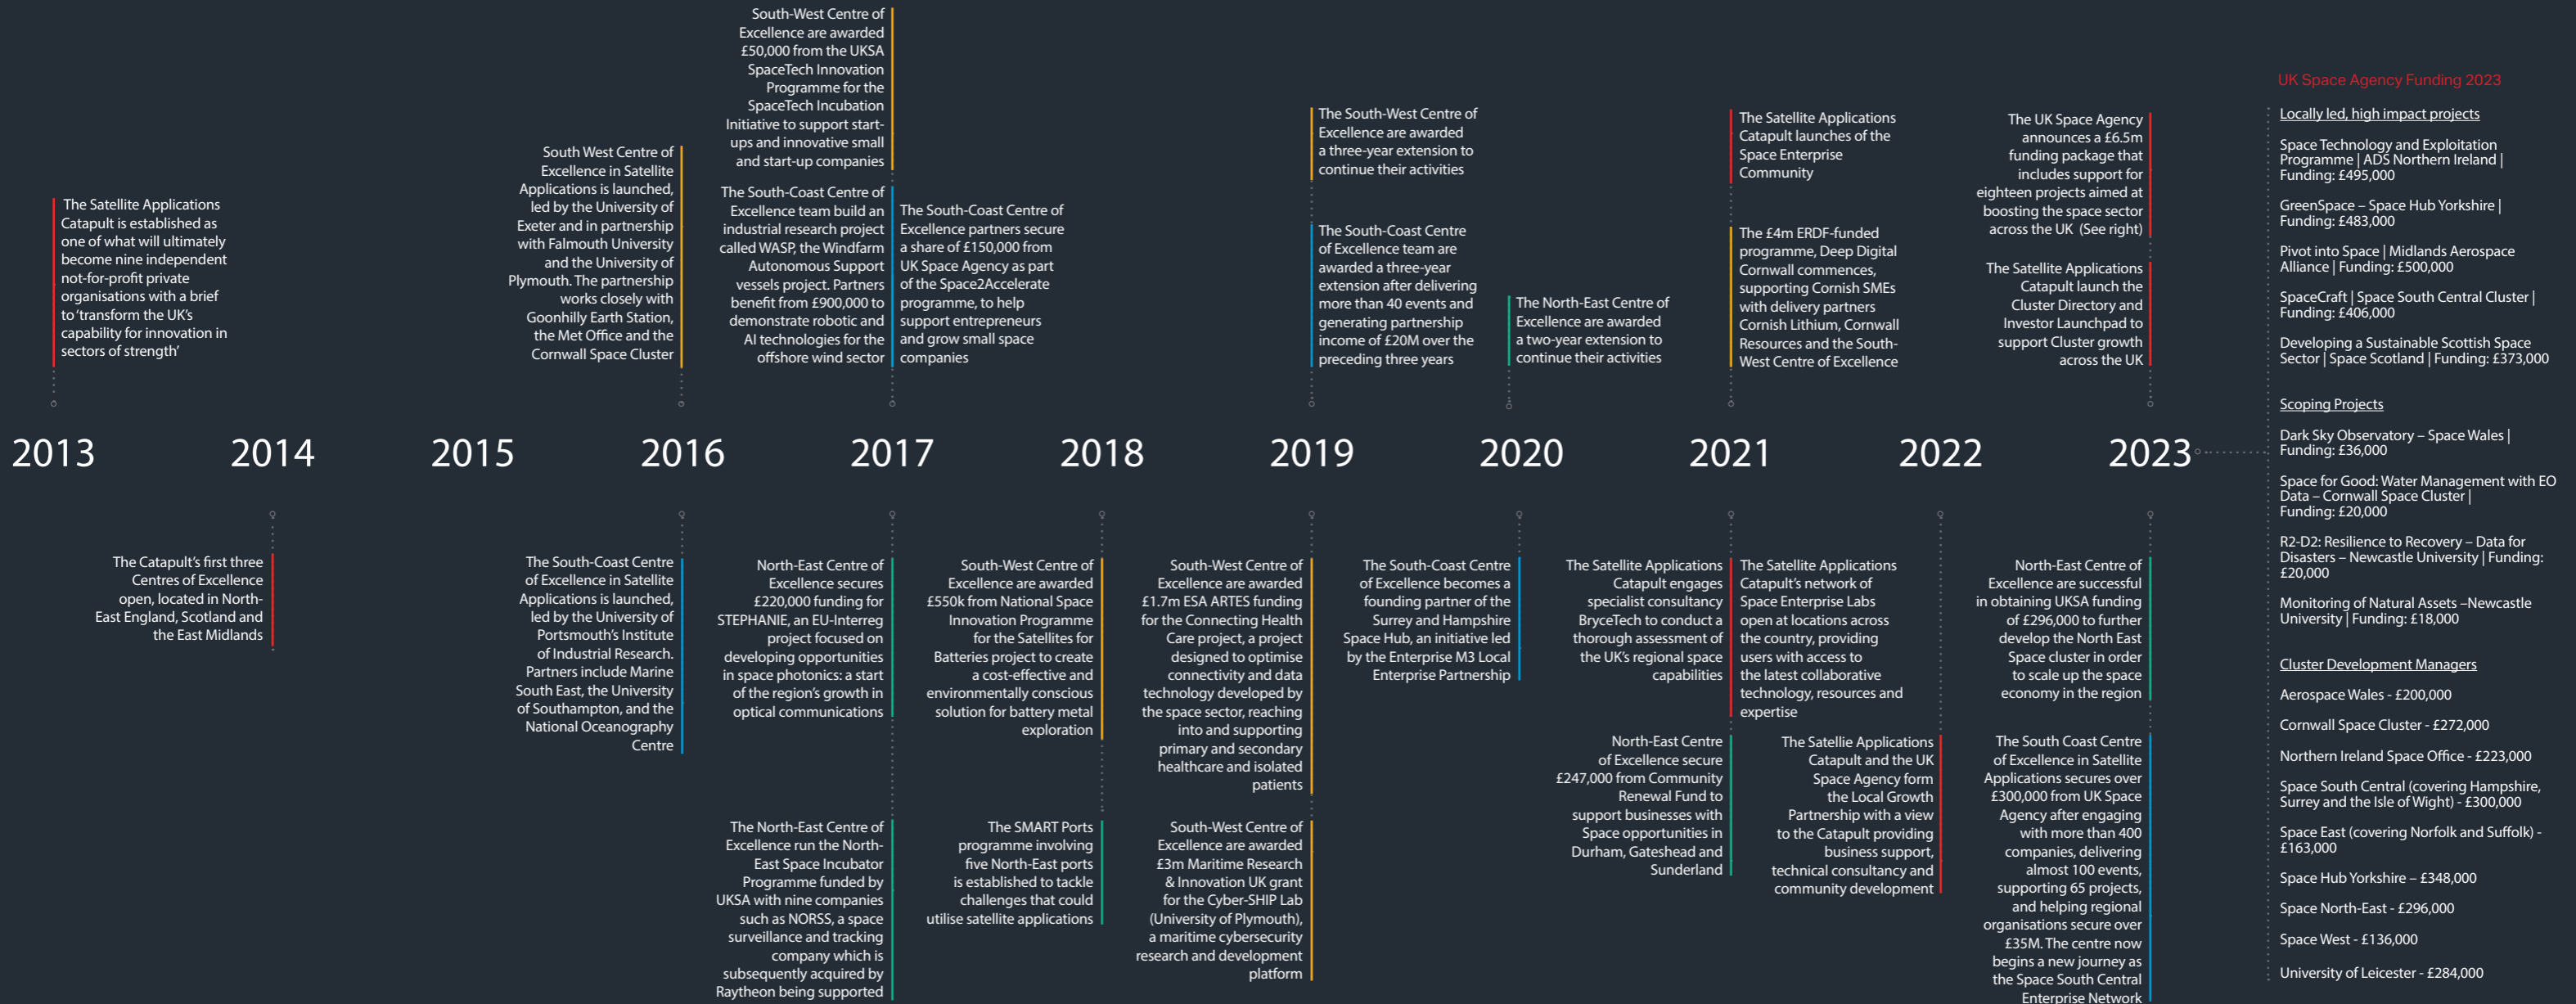 South-West Centre of
Excellence are awarded
£50,000 from the UKSA
SpaceTech Innovation
Programme for the
SpaceTech Incubation
Initiative to support start-
ups and innovative small
and start-up companies
The Satellite Applications
Catapult is established as
one of what will ultimately
become nine independent
not-for-profit private
organisations with a brief
to ‘transform the UK’s
capability for innovation in
sectors of strength’
South West Centre of
Excellence in Satellite
Applications is launched,
led by the University of
Exeter and in partnership
with Falmouth University
and the University of
Plymouth. The partnership
works closely with
Goonhilly Earth Station,
the Met Office and the
Cornwall Space Cluster
The South-Coast Centre of
Excellence team build an
industrial research project
called WASP, the Windfarm
Autonomous Support
vessels project. Partners
benefit from £900,000 to
demonstrate robotic and
AI technologies for the
offshore wind sector
The South-Coast Centre of
Excellence partners secure
a share of £150,000 from
UK Space Agency as part
of the Space2Accelerate
programme, to help
support entrepreneurs
and grow small space
companies
The South-West Centre of
Excellence are awarded
a three-year extension to
continue their activities
The South-Coast Centre
of Excellence team are
awarded a three-year
extension after delivering
more than 40 events and
generating partnership
income of £20M over the
preceding three years
The North-East Centre of
Excellence are awarded
a two-year extension to
continue their activities
The Satellite Applications
Catapult launches of the
Space Enterprise
Community
The £4m ERDF-funded
programme, Deep Digital
Cornwall commences,
supporting Cornish SMEs
with delivery partners
Cornish Lithium, Cornwall
Resources and the South-
West Centre of Excellence
The UK Space Agency
announces a £6.5m
funding package that
includes support for
eighteen projects aimed at
boosting the space sector
across the UK (See right)
The Satellite Applications
Catapult launch the
Cluster Directory and
Investor Launchpad to
support Cluster growth
across the UK
2013
2014
2015
2016
2017
2018
2019
2020
2021
2022
2023
The Catapult’s first three
Centres of Excellence
open, located in North-
East England, Scotland and
the East Midlands
The South-Coast Centre
of Excellence in Satellite
Applications is launched,
led by the University of
Portsmouth’s Institute
of Industrial Research.
Partners include Marine
South East, the University
of Southampton, and the
National Oceanography
Centre
North-East Centre of
Excellence secures
£220,000 funding for
STEPHANIE, an EU-Interreg
project focused on
developing opportunities
in space photonics: a start
of the region’s growth in
optical communications
The North-East Centre of
Excellence run the North-
East Space Incubator
Programme funded by
UKSA with nine companies
such as NORSS, a space
surveillance and tracking
company which is
subsequently acquired by
Raytheon being supported
South-West Centre of
Excellence are awarded
£550k from National Space
Innovation Programme
for the Satellites for
Batteries project to create
a cost-effective and
environmentally conscious
solution for battery metal
exploration
The SMART Ports
programme involving
five North-East ports
is established to tackle
challenges that could
utilise satellite applications
South-West Centre of
Excellence are awarded
£1.7m ESA ARTES funding
for the Connecting Health
Care project, a project
designed to optimise
connectivity and data
technology developed by
the space sector, reaching
into and supporting
primary and secondary
healthcare and isolated
patients
South-West Centre of
Excellence are awarded
£3m Maritime Research
& Innovation UK grant
for the Cyber-SHIP Lab
(University of Plymouth),
a maritime cybersecurity
research and development
platform
The South-Coast Centre
of Excellence becomes a
founding partner of the
Surrey and Hampshire
Space Hub, an initiative led
by the Enterprise M3 Local
Enterprise Partnership
The Satellite Applications
Catapult engages
specialist consultancy
BryceTech to conduct a
thorough assessment of
the UK’s regional space
capabilities
North-East Centre
of Excellence secure
£247,000 from Community
Renewal Fund to
support businesses with
Space opportunities in
Durham, Gateshead and
Sunderland
The Satellite Applications
Catapult’s network of
Space Enterprise Labs
open at locations across
the country, providing
users with access to
the latest collaborative
technology, resources and
expertise
The Satellie Applications
Catapult and the UK
Space Agency form
the Local Growth
Partnership with a view
to the Catapult providing
business support,
technical consultancy and
community development
North-East Centre of
Excellence are successful
in obtaining UKSA funding
of £296,000 to further
develop the North East
Space cluster in order
to scale up the space
economy in the region
The South Coast Centre
of Excellence in Satellite
Applications secures over
£300,000 from UK Space
Agency after engaging
with more than 400
companies, delivering
almost 100 events,
supporting 65 projects,
and helping regional
organisations secure over
£35M. The centre now
begins a new journey as
the Space South Central
Enterprise Network
UK Space Agency Funding 2023
Locally led, high impact projects
Space Technology and Exploitation
Programme | ADS Northern Ireland |
Funding: £495,000
GreenSpace – Space Hub Yorkshire |
Funding: £483,000
Pivot into Space | Midlands Aerospace
Alliance | Funding: £500,000
SpaceCraft | Space South Central Cluster |
Funding: £406,000
Developing a Sustainable Scottish Space
Sector | Space Scotland | Funding: £373,000
Scoping Projects
Dark Sky Observatory – Space Wales |
Funding: £36,000
Space for Good: Water Management with EO
Data – Cornwall Space Cluster |
Funding: £20,000
R2-D2: Resilience to Recovery – Data for
Disasters – Newcastle University | Funding:
£20,000
Monitoring of Natural Assets –Newcastle
University | Funding: £18,000
Cluster Development Managers
Aerospace Wales - £200,000
Cornwall Space Cluster - £272,000
Northern Ireland Space Office - £223,000
Space South Central (covering Hampshire,
Surrey and the Isle of Wight) - £300,000
Space East (covering Norfolk and Suffolk) -
£163,000
Space Hub Yorkshire – £348,000
Space North-East - £296,000
Space West - £136,000
University of Leicester - £284,000